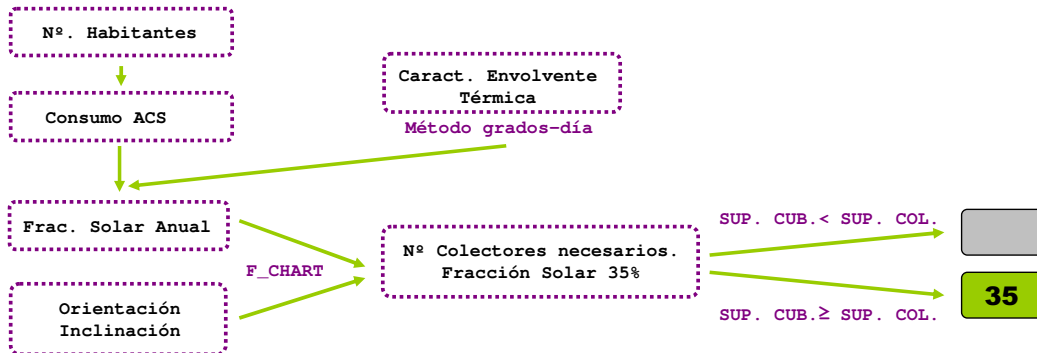 Nº. Habitantes
Caract. Envolvente
Térmica
Consumo ACS
Método grados-día
Frac. Solar Anual
SUP. CUB.< SUP. COL.
Nº Colectores necesarios.
Fracción Solar 35%
F_CHART
35
Orientación
Inclinación
SUP. CUB.≥ SUP. COL.